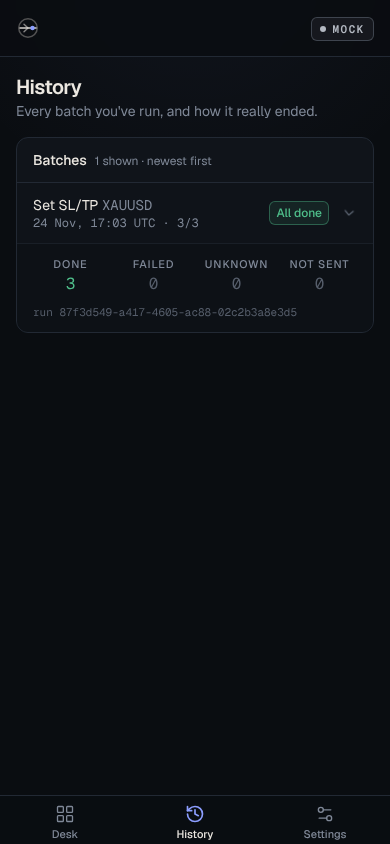 MOCK
History
Every batch you've run, and how it really ended.
Batches 1 shown · newest first
Set SL/TP XAUUSD
24 Nov, 17:03 UTC · 3/3
All done
DONE FAILED UNKNOWN NOT SENT
3 0 0 0
run 87f3d549-a417-4605-ac88-02c2b3a8e3d5
Desk History Settings